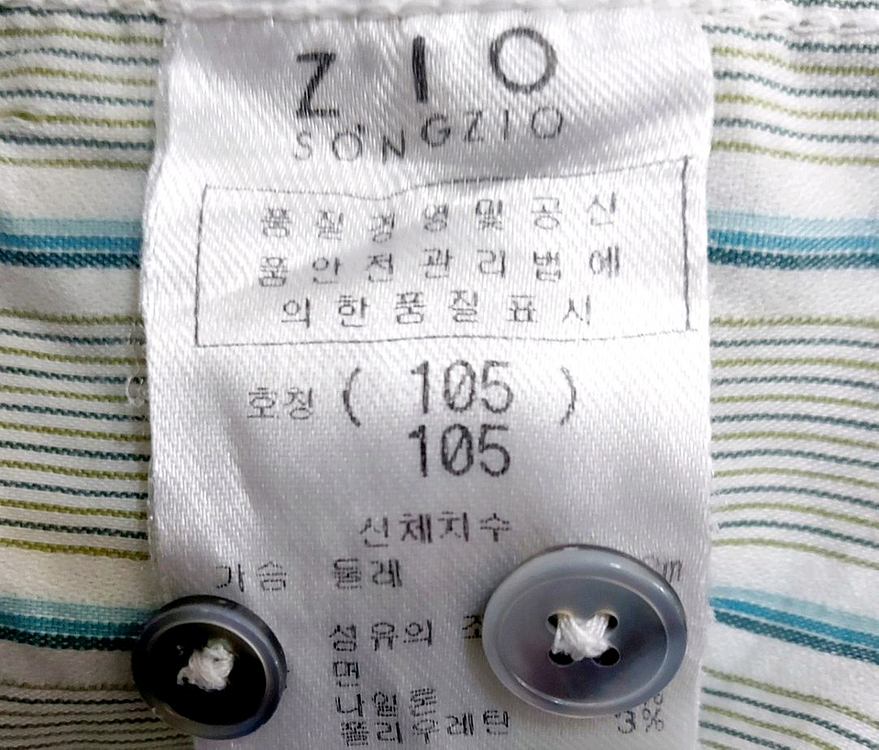 ZIO
SONGZIO
품질경영및공산
품안전관리법에
의한품질표시
호칭 ( 105 )
105
신체치수
가슴 둘레
섬유의
면
나일론
폴리우레탄 3%